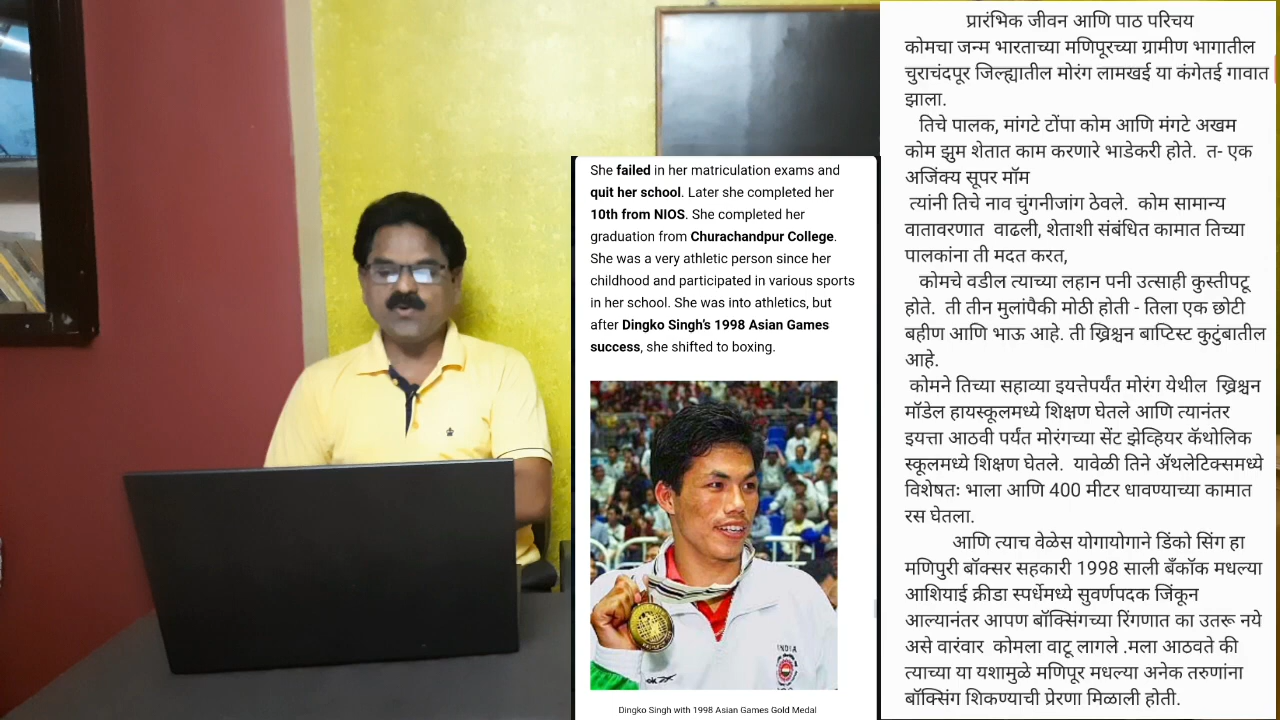 She failed in her matriculation exams and
quit her school. Later she completed her
10th from NIOS. She completed her
graduation from Churachandpur College.
She was a very athletic person since her
childhood and participated in various sports
in her school. She was into athletics, but
after Dingko Singh's 1998 Asian Games
success, she shifted to boxing.
INDIA
Dingko Singh with 1998 Asian Games Gold Medal
प्रारंभिक जीवन आणि पाठ परिचय
कोमचा जन्म भारताच्या मणिपूरच्या ग्रामीण भागातील
चुराचंदपूर जिल्ह्यातील मोरंग लामखई या कंगेतई गावात
झाला.
तिचे पालक, मांगटे टोंपा कोम आणि मंगटे अखम
कोम झुम शेतात काम करणारे भाडेकरी होते. त- एक
अजिंक्य सूपर मॉम
त्यांनी तिचे नाव चुंगनीजांग ठेवले. कोम सामान्य
वातावरणात वाढली, शेताशी संबंधित कामात तिच्या
पालकांना ती मदत करत,
कोमचे वडील त्याच्या लहान पनी उत्साही कुस्तीपटू
होते. ती तीन मुलांपैकी मोठी होती - तिला एक छोटी
बहीण आणि भाऊ आहे. ती ख्रिश्चन बाप्टिस्ट कुटुंबातील
आहे.
कोमने तिच्या सहाव्या इयत्तेपर्यंत मोरंग येथील ख्रिश्चन
मॉडेल हायस्कूलमध्ये शिक्षण घेतले आणि त्यानंतर
इयत्ता आठवी पर्यंत मोरंगच्या सेंट झेव्हियर कॅथोलिक
स्कूलमध्ये शिक्षण घेतले. यावेळी तिने ॲथलेटिक्समध्ये
विशेषतः भाला आणि 400 मीटर धावण्याच्या कामात
रस घेतला.
आणि त्याच वेळेस योगायोगाने डिंको सिंग हा
मणिपुरी बॉक्सर सहकारी 1998 साली बँकॉक मधल्या
आशियाई क्रीडा स्पर्धेमध्ये सुवर्णपदक जिंकून
आल्यानंतर आपण बॉक्सिंगच्या रिंगणात का उतरू नये
असे वारंवार कोमला वाटू लागले .मला आठवते की
त्याच्या या यशामुळे मणिपूर मधल्या अनेक तरुणांना
बॉक्सिंग शिकण्याची प्रेरणा मिळाली होती.